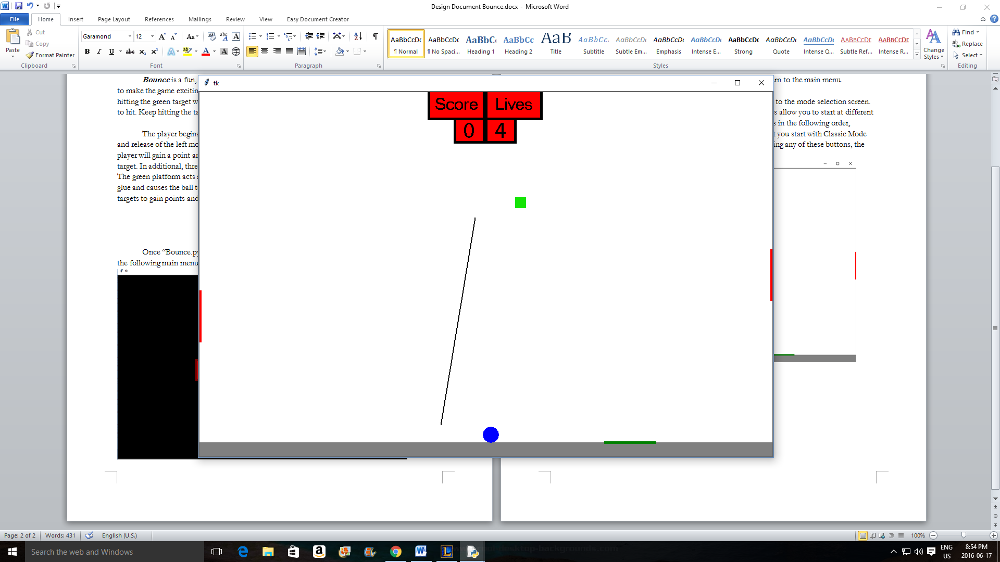 Design Document Bounce.docx - Microsoft Word
File Home Insert Page Layout References Mailings Review View Easy Document Creator
Paste
Cut
Copy
Format Painter
Clipboard
Garamond 12
Font
Paragraph
AaBbCcDc AaBbCcDc AaBbC AaBbCc AaB AaBbCc. AaBbCcDc AaBbCcDc AaBbCcDc AaBbCcDc AaBbCcDc AaBbCcDc AaBbCcDc AaBbCcDc
¶ Normal ¶ No Spaci... Heading 1 Heading 2 Title Subtitle Subtle Em... Emphasis Intense E... Strong Quote Intense Q... Subtle Ref... Intense R...
Styles
Change
Styles
Find
Replace
Select
Editing
Bounce is a fun,
to make the game excitin
hitting the green target w
to hit. Keep hitting the ta
The player begins
and release of the left mo
player will gain a point an
target. In additional, thre
The green platform acts a
glue and causes the ball t
targets to gain points and
Once “Bounce.py
the following main menu
tk
tk
Score Lives
0 4
rn to the main menu.
to the mode selection screen.
s allow you to start at different
s in the following order,
t you start with Classic Mode
ing any of these buttons, the
Page: 2 of 2 Words: 431 English (U.S.) 100%
Search the web and Windows
desktop-backgrounds.com
ENG
US
8:54 PM
2016-06-17